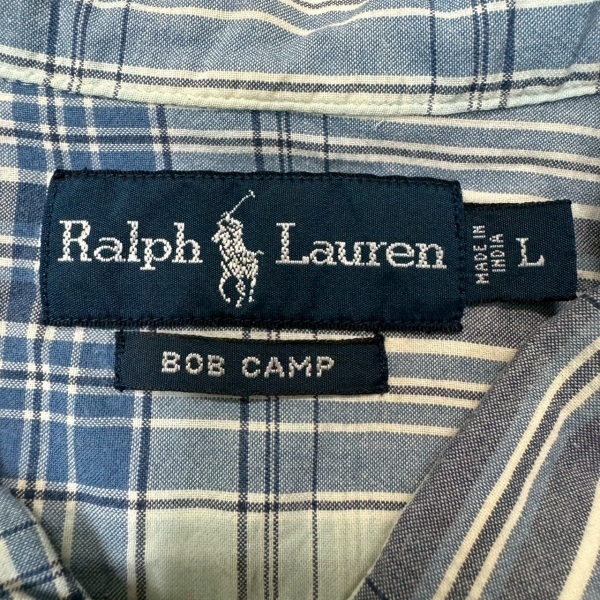 Ralph Lauren
MADE IN
INDIA
L
BOB CAMP